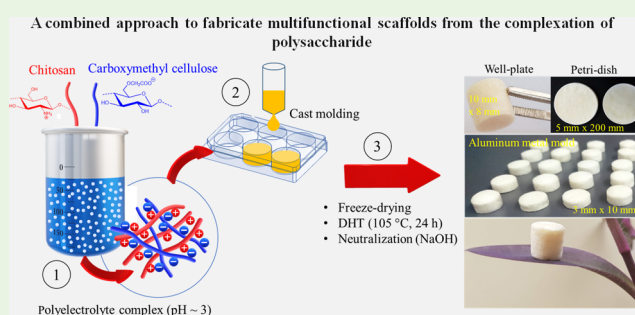 A combined approach to fabricate multifunctional scaffolds from the complexation of
polysaccharide
Chitosan
Carboxymethyl cellulose
1
Polyelectrolyte complex (pH ~ 3)
2
Cast molding
3
• Freeze-drying
• DHT (105 °C, 24 h)
• Neutralization (NaOH)
Well-plate
Petri-dish
x 8 mm
5 mm x 200 mm
Aluminum metal mold
3 mm x 10 mm